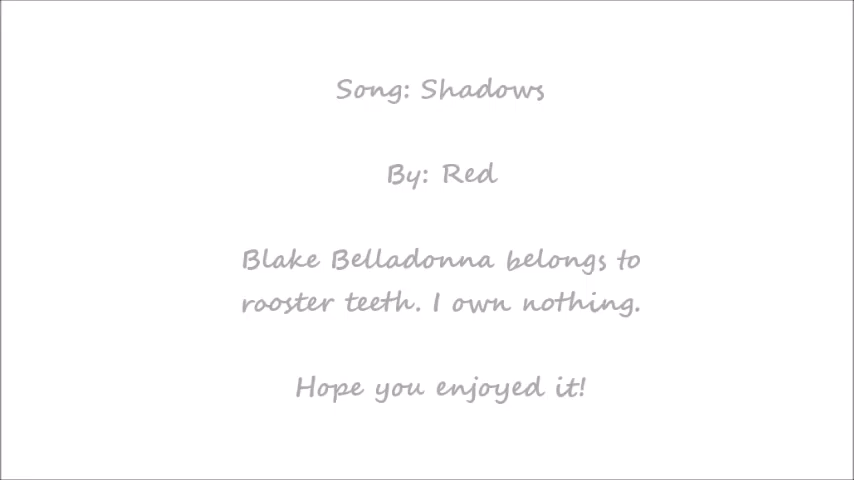 Song: Shadows
By: Red
Blake Belladonna belongs to
rooster teeth. I own nothing.
Hope you enjoyed it!